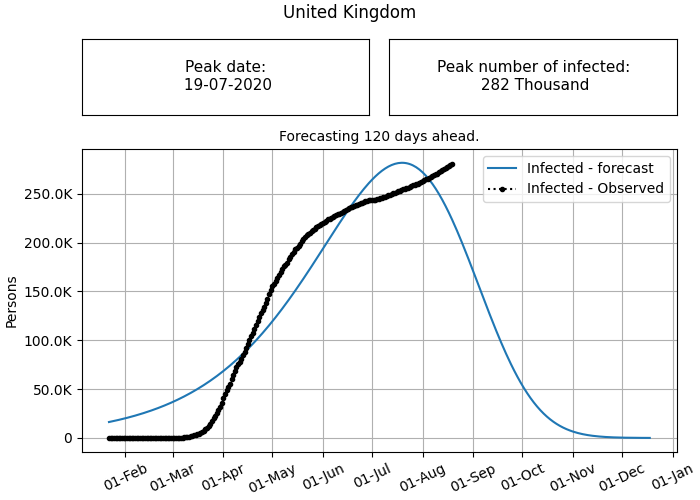 United Kingdom
Peak date:
19-07-2020
Peak number of infected:
282 Thousand
Forecasting 120 days ahead.
Infected - forecast
Infected - Observed
Persons
250.0K
200.0K
150.0K
100.0K
50.0K
0
01-Feb
01-Mar
01-Apr
01-May
01-Jun
01-Jul
01-Aug
01-Sep
01-Oct
01-Nov
01-Dec
01-Jan